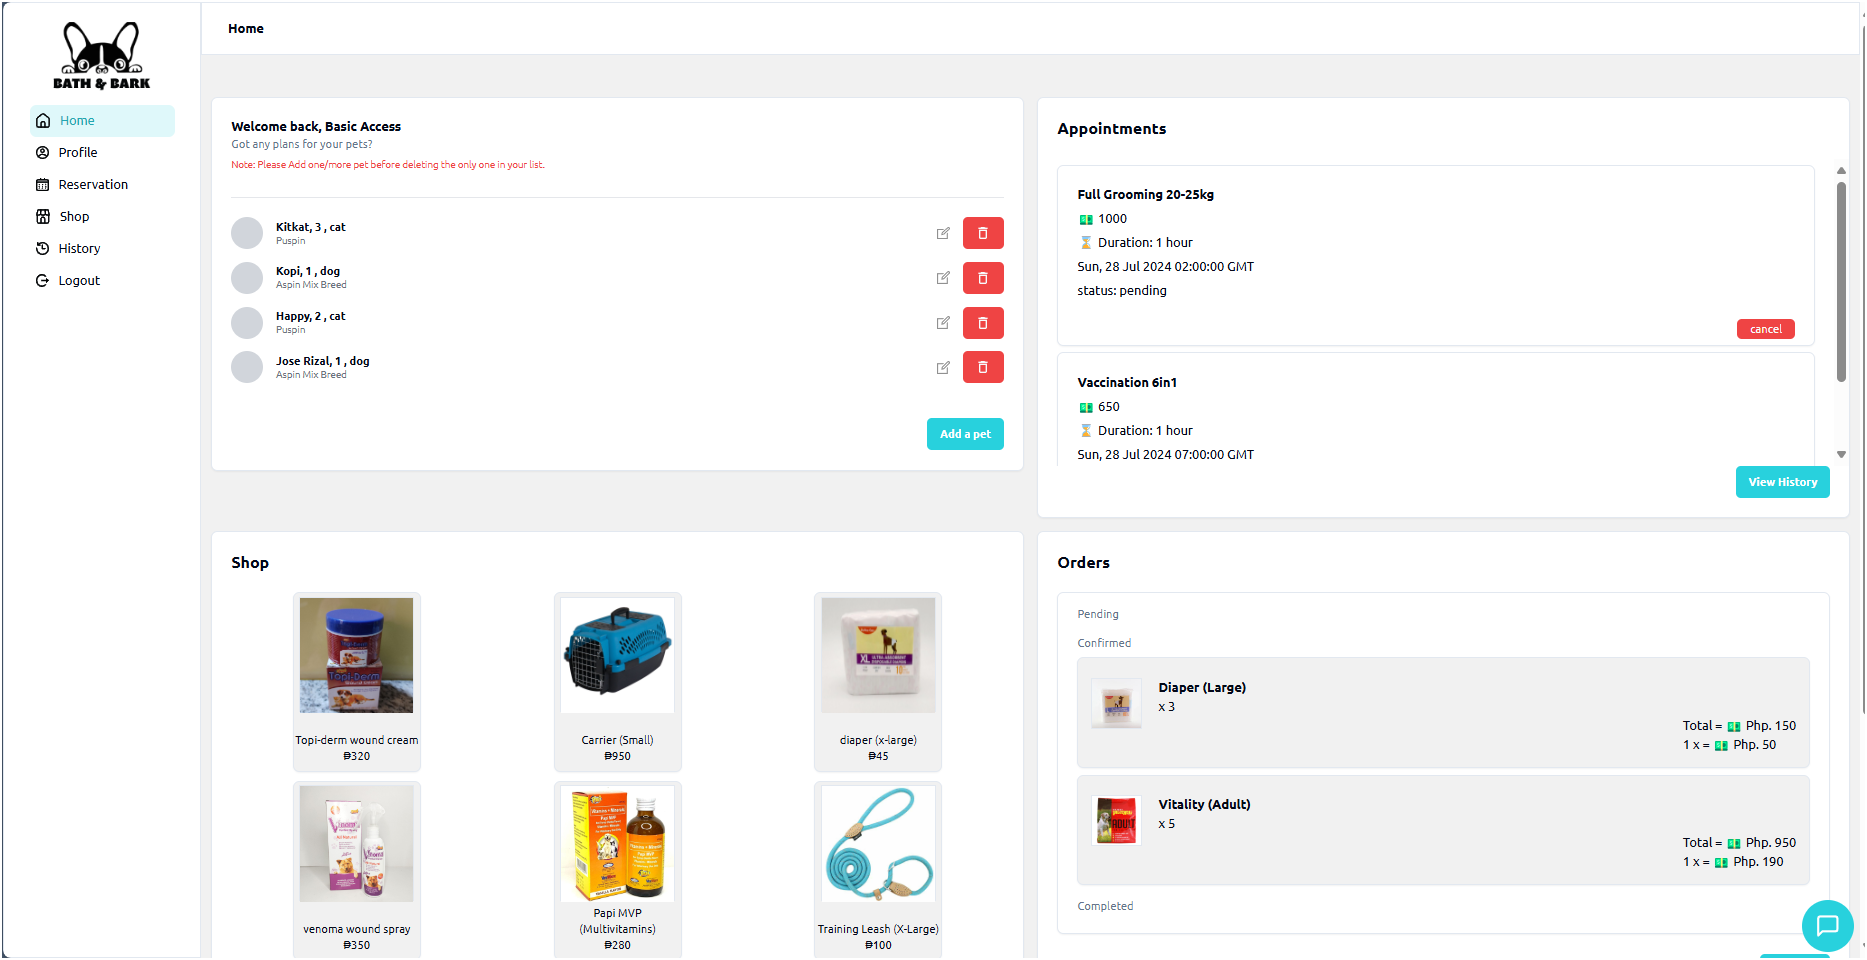 BATH & BARK
Home
Profile
Reservation
Shop
History
Logout
Home
Welcome back, Basic Access
Got any plans for your pets?
Note: Please Add one/more pet before deleting the only one in your list.
Kitkat, 3 , cat
Puspin
Kopi, 1 , dog
Aspin Mix Breed
Happy, 2 , cat
Puspin
Jose Rizal, 1 , dog
Aspin Mix Breed
Add a pet
Appointments
Full Grooming 20-25kg
1000
Duration: 1 hour
Sun, 28 Jul 2024 02:00:00 GMT
status: pending
cancel
Vaccination 6in1
650
Duration: 1 hour
Sun, 28 Jul 2024 07:00:00 GMT
View History
Shop
Topi-Derm
Topi-derm wound cream
₱320
Carrier (Small)
₱950
XL
diaper (x-large)
₱45
venoma wound spray
₱350
Papi MVP
Papi MVP
(Multivitamins)
₱280
Training Leash (X-Large)
₱100
Orders
Pending
Confirmed
Diaper (Large)
x 3
Total = Php. 150
1 x = Php. 50
Vitality (Adult)
x 5
Total = Php. 950
1 x = Php. 190
Completed